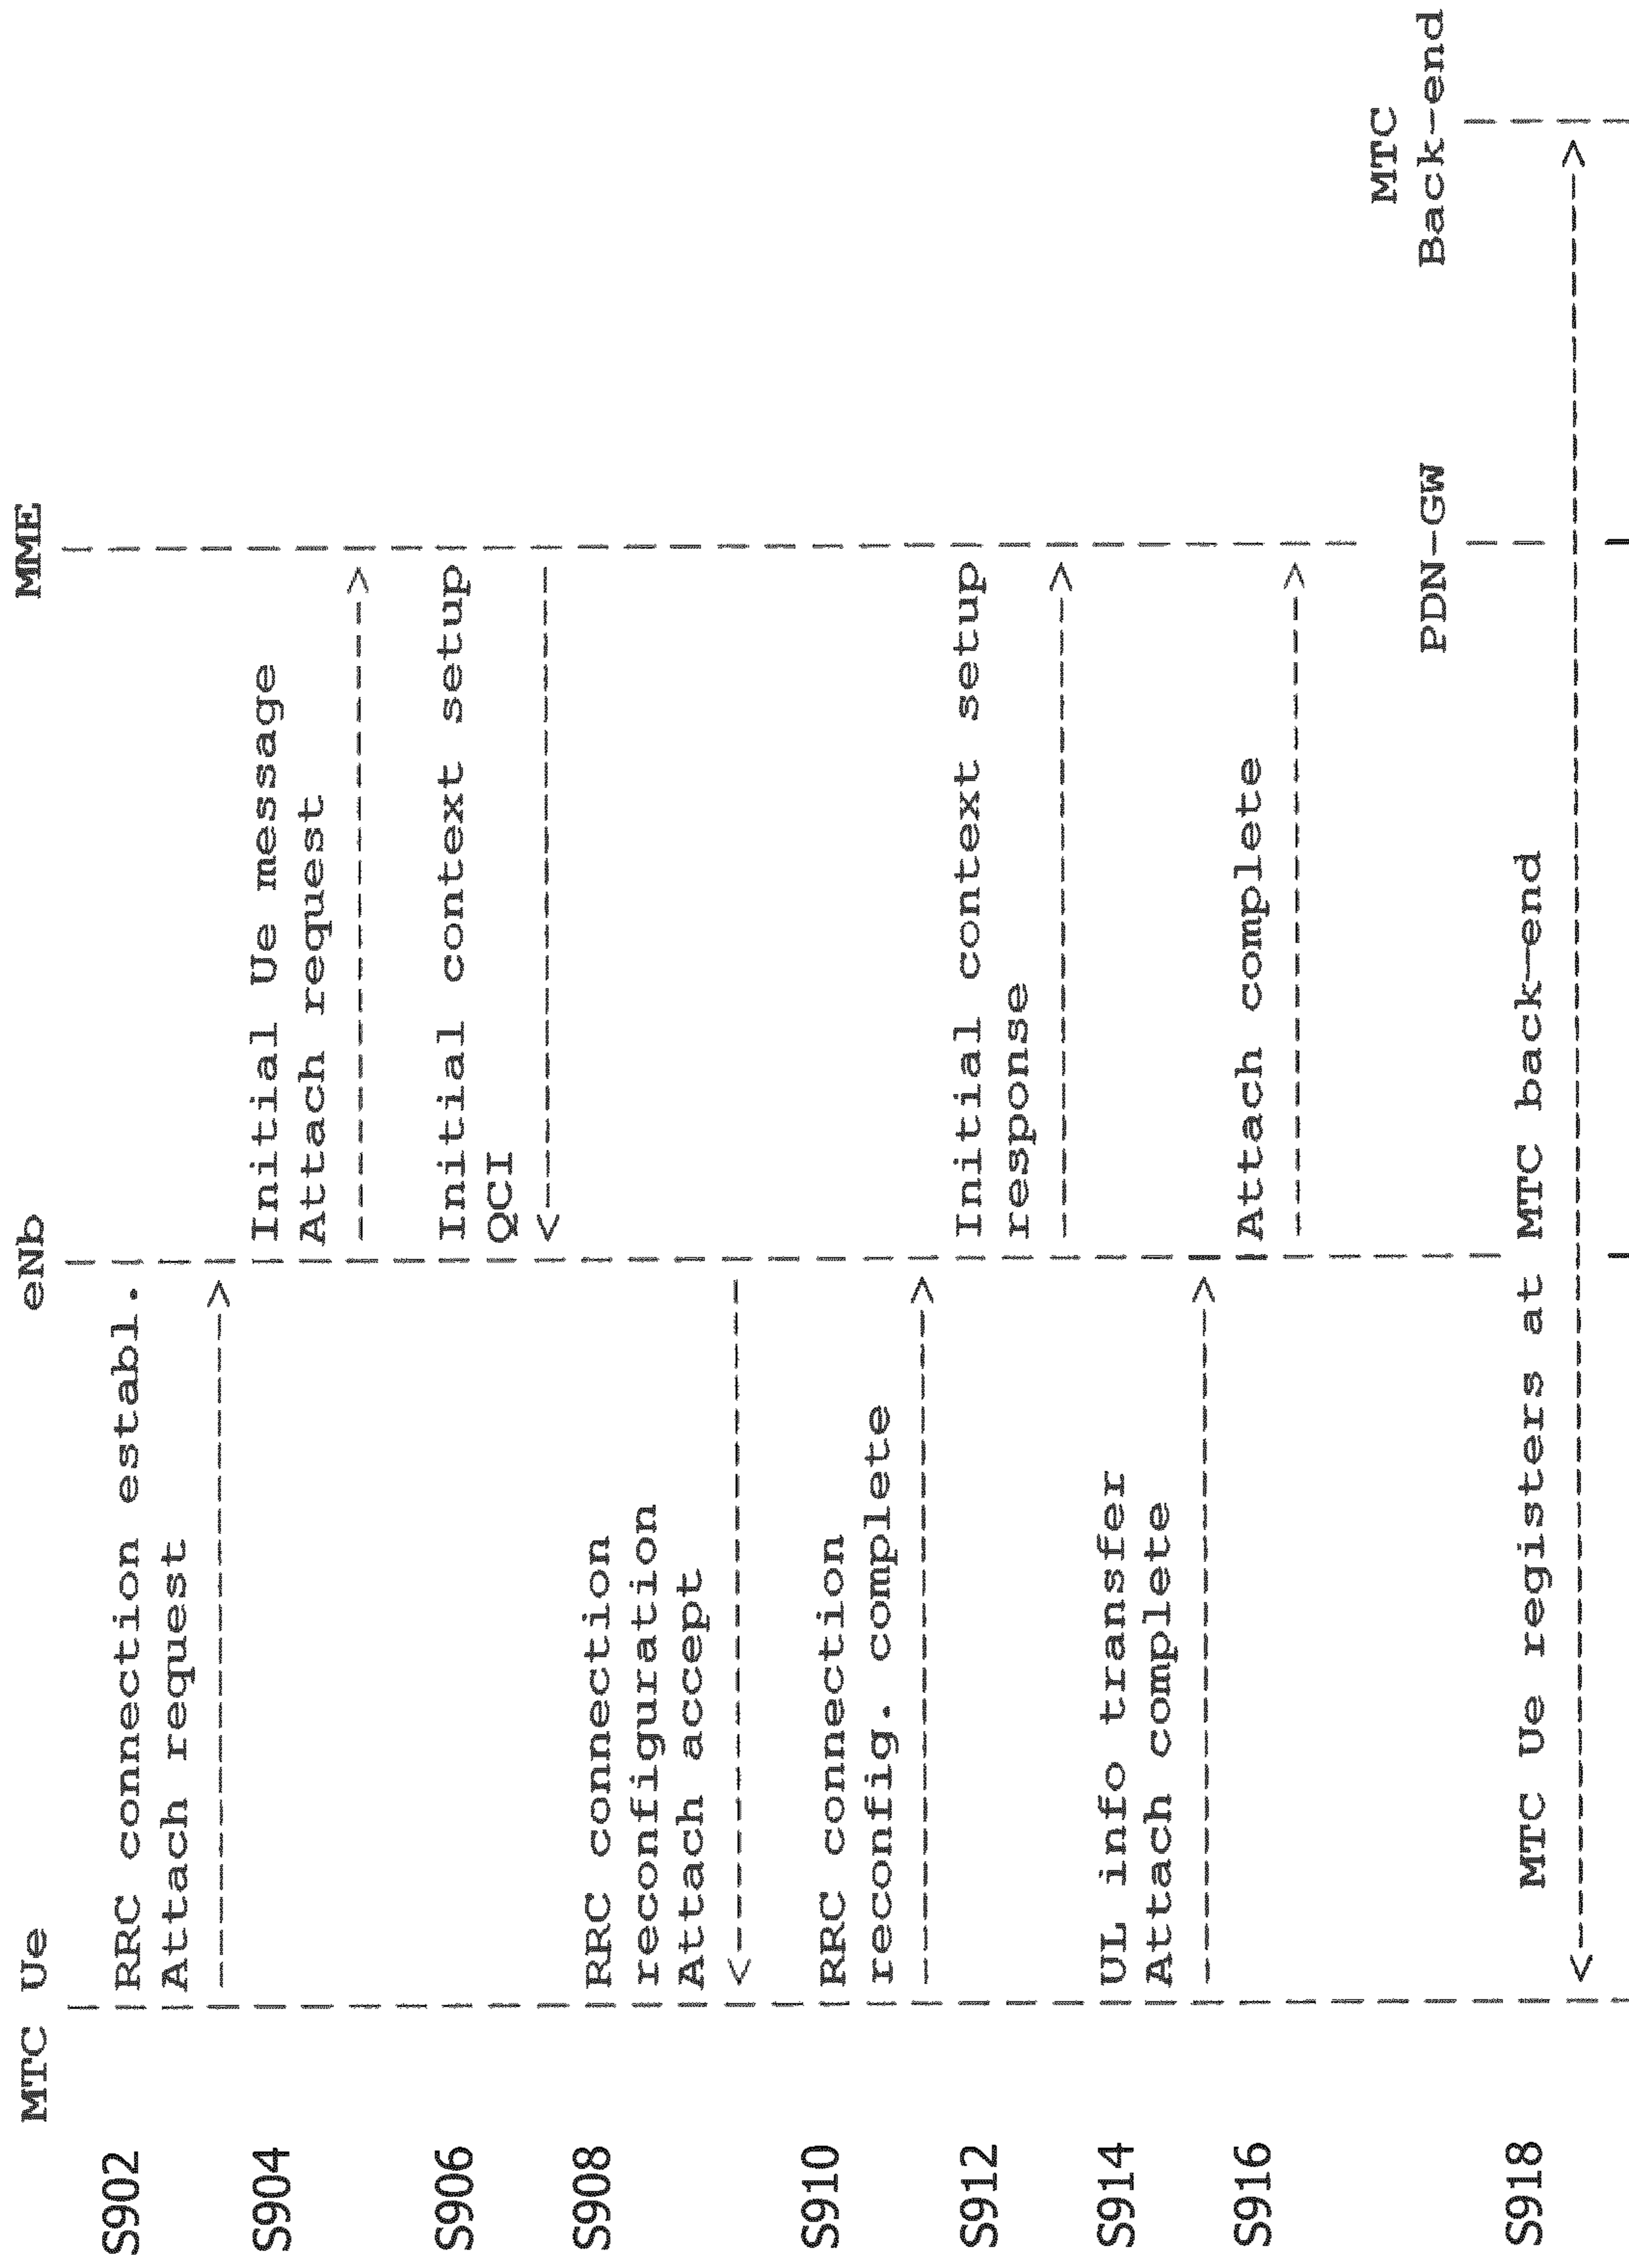 MTC Ue eNb MME
S902 RRC connection establ.
Attach request
S904 Initial Ue message
Attach request
S906 Initial context setup
QCI
S908 RRC connection
reconfiguration
Attach accept
S910 RRC connection
reconfig. complete
S912 Initial context setup
response
S914 UL info transfer
Attach complete
S916 Attach complete
MTC
PDN-GW Back-end
S918 MTC Ue registers at MTC back-end